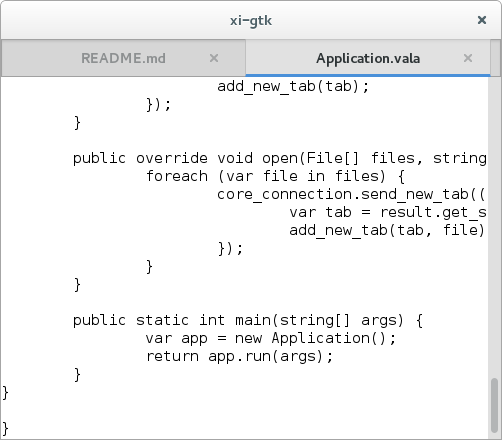 xi-gtk ×
README.md × Application.vala ×
add_new_tab(tab);
});
}
public override void open(File[] files, string
foreach (var file in files) {
core_connection.send_new_tab((
var tab = result.get_s
add_new_tab(tab, file)
});
}
}
public static int main(string[] args) {
var app = new Application();
return app.run(args);
}
}
}